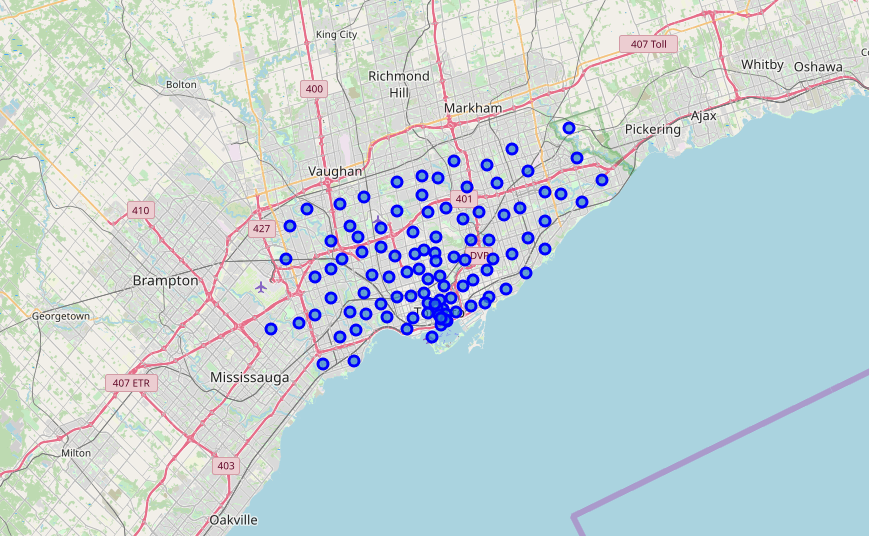 King City
407 Toll
Whitby
Oshawa
Richmond
Hill
Bolton
400
Markham
Ajax
Pickering
Vaughan
401
410
427
DVP
Brampton
Georgetown
Mississauga
407 ETR
Milton
403
Oakville